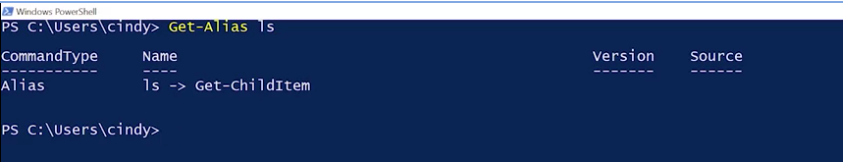 Windows PowerShell
PS C:\Users\cindy> Get-Alias ls
CommandType Name Version Source
----------- ---- ------- ------
Alias ls -> Get-ChildItem
PS C:\Users\cindy>